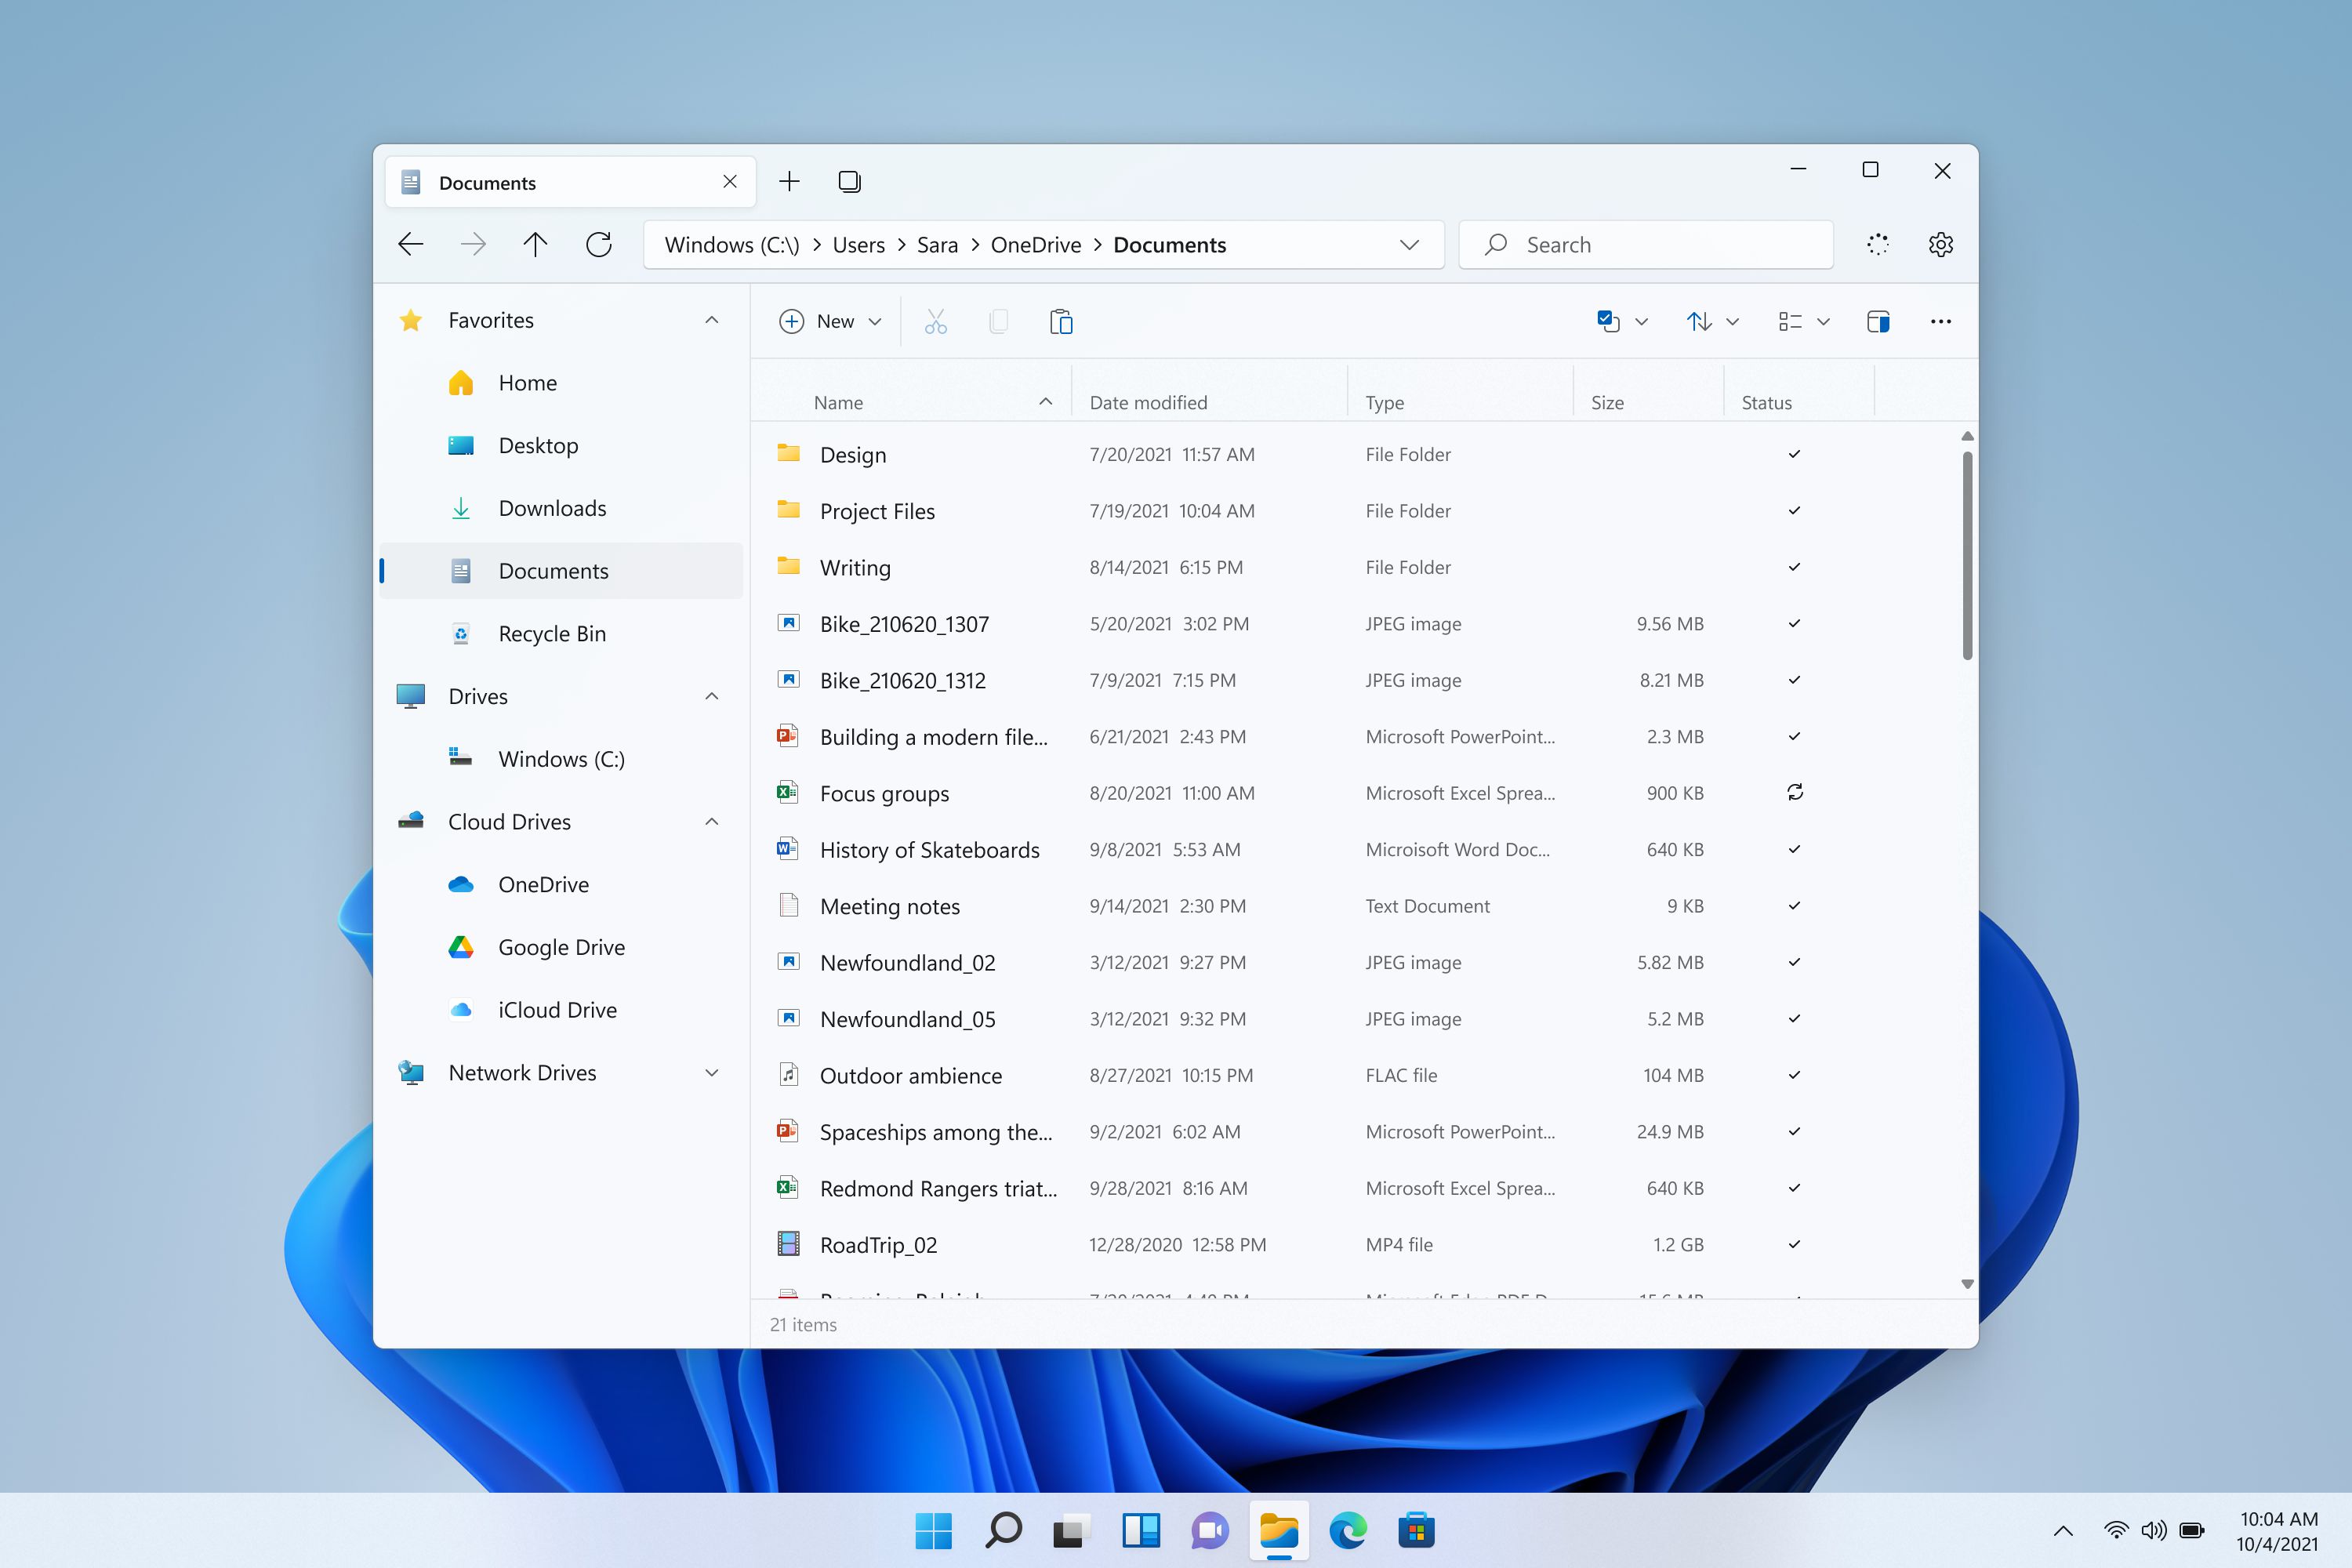 Documents
Windows (C:\) Users Sara OneDrive Documents
Search
Favorites
Home
Desktop
Downloads
Documents
Recycle Bin
Drives
Windows (C:)
Cloud Drives
OneDrive
Google Drive
iCloud Drive
Network Drives
New
Name Date modified Type Size Status
Design 7/20/2021 11:57 AM File Folder
Project Files 7/19/2021 10:04 AM File Folder
Writing 8/14/2021 6:15 PM File Folder
Bike_210620_1307 5/20/2021 3:02 PM JPEG image 9.56 MB
Bike_210620_1312 7/9/2021 7:15 PM JPEG image 8.21 MB
Building a modern file... 6/21/2021 2:43 PM Microsoft PowerPoint... 2.3 MB
Focus groups 8/20/2021 11:00 AM Microsoft Excel Sprea... 900 KB
History of Skateboards 9/8/2021 5:53 AM Microisoft Word Doc... 640 KB
Meeting notes 9/14/2021 2:30 PM Text Document 9 KB
Newfoundland_02 3/12/2021 9:27 PM JPEG image 5.82 MB
Newfoundland_05 3/12/2021 9:32 PM JPEG image 5.2 MB
Outdoor ambience 8/27/2021 10:15 PM FLAC file 104 MB
Spaceships among the... 9/2/2021 6:02 AM Microsoft PowerPoint... 24.9 MB
Redmond Rangers triat... 9/28/2021 8:16 AM Microsoft Excel Sprea... 640 KB
RoadTrip_02 12/28/2020 12:58 PM MP4 file 1.2 GB
21 items
10:04 AM
10/4/2021